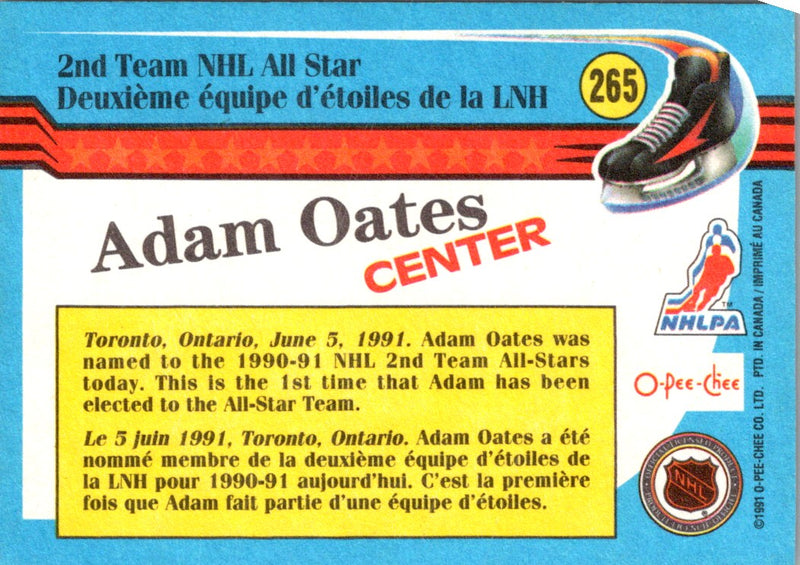 2nd Team NHL All Star
Deuxième équipe d'étoiles de la LNH
265
Adam Oates
CENTER
Toronto, Ontario, June 5, 1991. Adam Oates was
named to the 1990-91 NHL 2nd Team All-Stars
today. This is the 1st time that Adam has been
elected to the All-Star Team.
Le 5 juin 1991, Toronto, Ontario. Adam Oates a été
nommé membre de la deuxième équipe d'étoiles de
la LNH pour 1990-91 aujourd'hui. C'est la première
fois que Adam fait partie d'une équipe d'étoiles.
TM
NHLPA
O-Pee-Chee
NHL
©1991 O-PEE-CHEE CO. LTD. PTD. IN CANADA / IMPRIMÉ AU CANADA